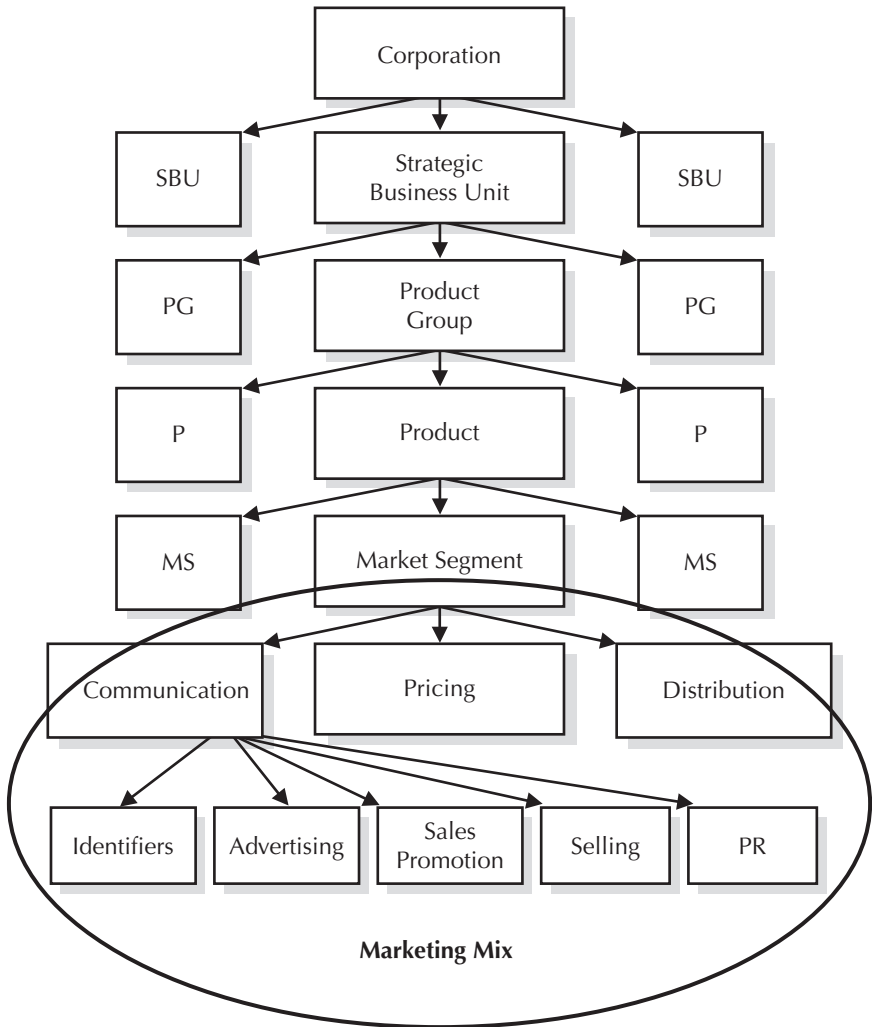 Corporation
SBU
Strategic
Business Unit
SBU
PG
Product
Group
PG
P
Product
P
MS
Market Segment
MS
Communication
Pricing
Distribution
Identifiers
Advertising
Sales
Promotion
Selling
PR
Marketing Mix